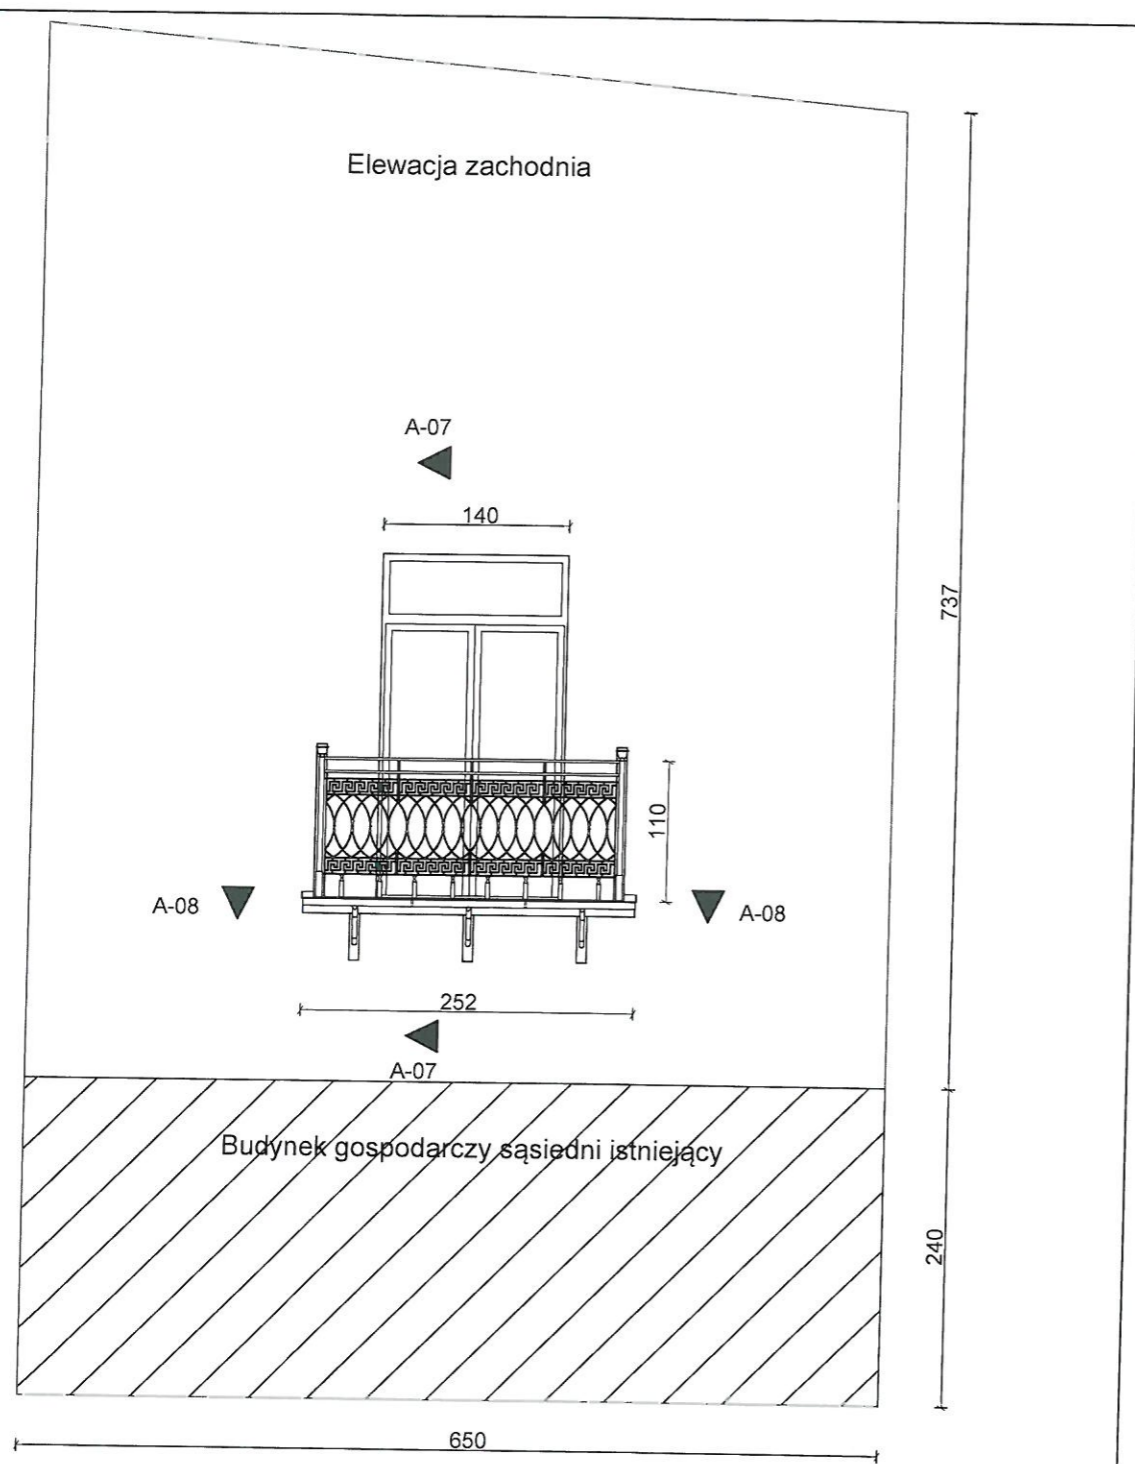 Elewacja zachodnia
A-07
140
737
110
A-08
A-08
252
A-07
Budynek gospodarczy sąsiedni istniejący
240
650